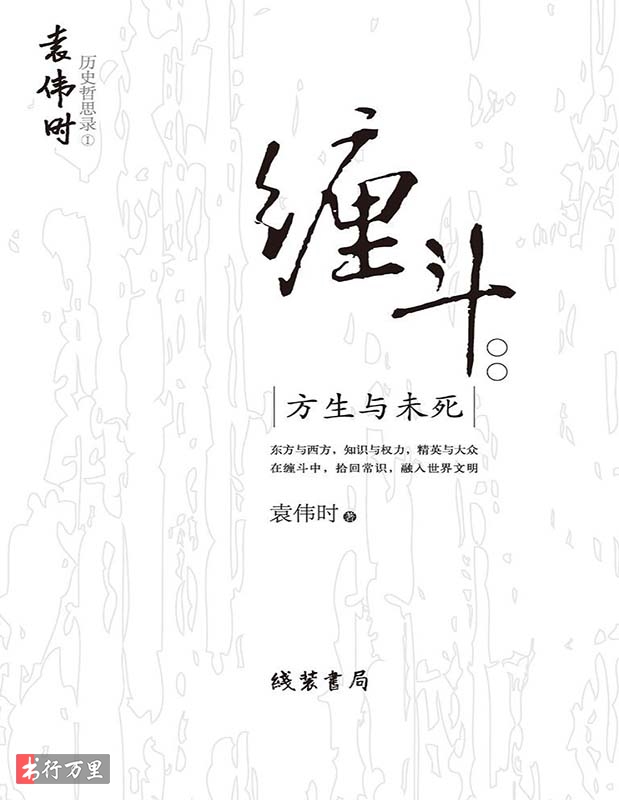 袁伟时
历史哲思录①
缠斗
方生与未死
东方与西方，知识与权力，精英与大众
在缠斗中，拾回常识，融入世界文明
袁伟时 著
线装书局
书行万里